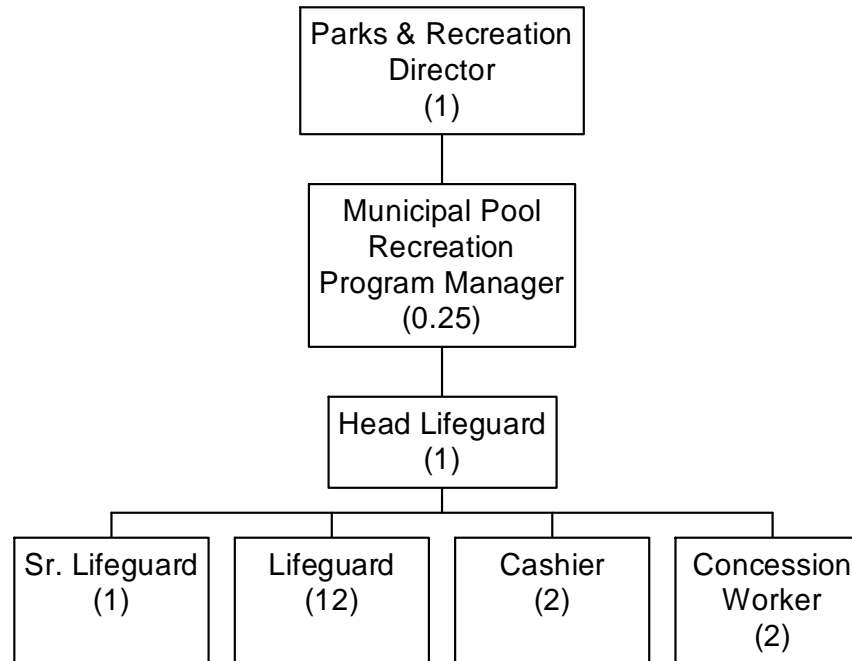 Parks & Recreation
Director
(1)
Municipal Pool
Recreation
Program Manager
(0.25)
Head Lifeguard
(1)
Sr. Lifeguard
(1)
Lifeguard
(12)
Cashier
(2)
Concession
Worker
(2)